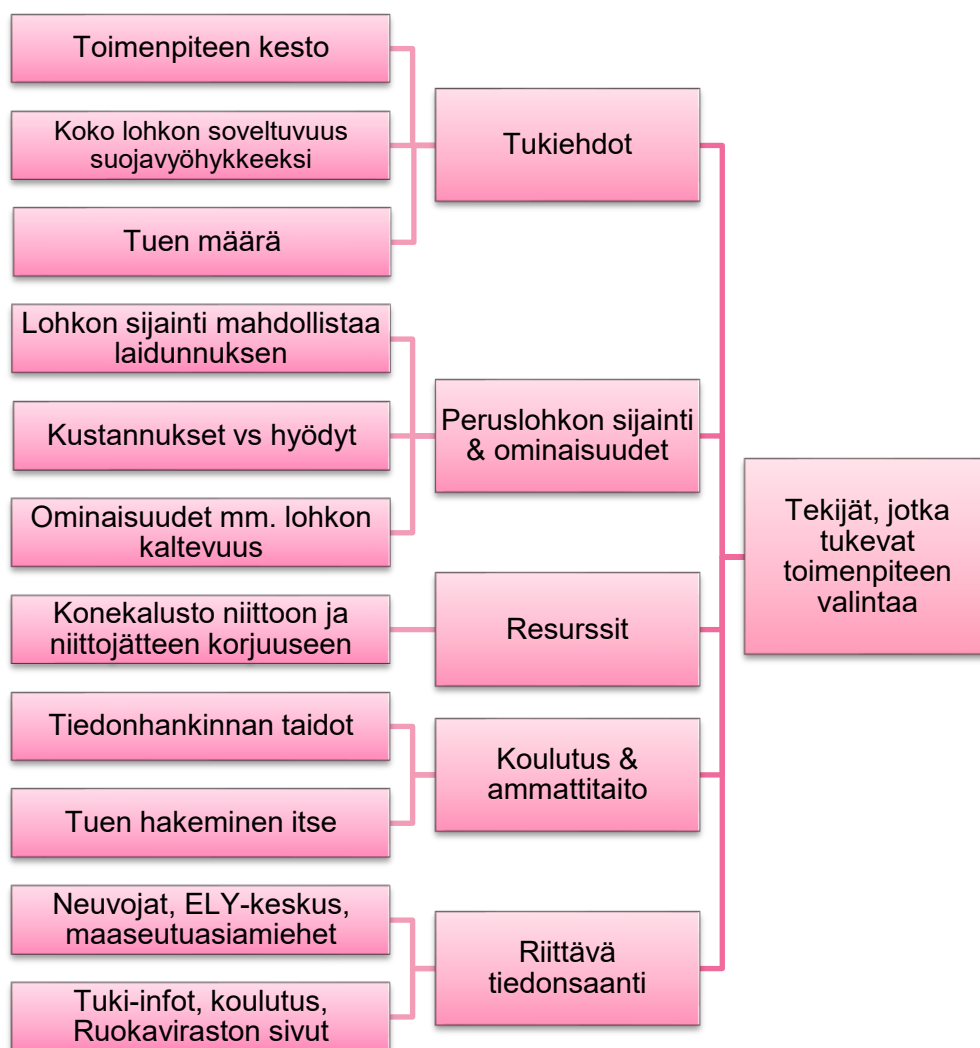 Toimenpiteen kesto
Koko lohkon soveltuvuus
suojavyöhykkeeksi
Tuen määrä
Tukiehdot
Lohkon sijainti mahdollistaa
laidunnuksen
Kustannukset vs hyödyt
Ominaisuudet mm. lohkon
kaltevuus
Peruslohkon sijainti
& ominaisuudet
Konekalusto niittoon ja
niittojätteen korjuuseen
Resurssit
Tiedonhankinnan taidot
Tuen hakeminen itse
Koulutus &
ammattitaito
Neuvojat, ELY-keskus,
maaseutuasiamiehet
Tuki-infot, koulutus,
Ruokaviraston sivut
Riittävä
tiedonsaanti
Tekijät, jotka
tukevat
toimenpiteen
valintaa